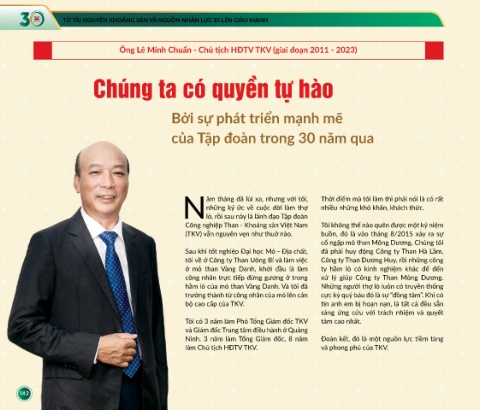 30
TỪ TÀI NGUYÊN KHOÁNG SẢN VÀ NGUỒN NHÂN LỰC ĐI LÊN GIÀU MẠNH
Ông Lê Minh Chuẩn - Chủ tịch HĐTV TKV (giai đoạn 2011 - 2023)
Chúng ta có quyền tự hào
Bởi sự phát triển mạnh mẽ
của Tập đoàn trong 30 năm qua
Năm tháng đã lùi xa, nhưng với tôi,
những ký ức về cuộc đời làm thợ
lò, rồi sau này là lãnh đạo Tập đoàn
Công nghiệp Than - Khoáng sản Việt Nam
(TKV) vẫn nguyên vẹn như thuở nào.
Sau khi tốt nghiệp Đại học Mỏ - Địa chất,
tôi về ở Công ty Than Uông Bí và làm việc
ở mỏ than Vàng Danh, khởi đầu là làm
công nhân trực tiếp đứng gương ở trong
hầm lò của mỏ than Vàng Danh. Và tôi đã
trưởng thành từ công nhân của mỏ lên cán
bộ cao cấp của TKV.
Tôi có 3 năm làm Phó Tổng Giám đốc TKV
và Giám đốc Trung tâm điều hành ở Quảng
Ninh. 3 năm làm Tổng Giám đốc, 8 năm
làm Chủ tịch HĐTV TKV.
Thời điểm mà tôi làm thì phải nói là có rất
nhiều những khó khăn, khách thức.
Tôi không thể nào quên được một kỷ niệm
buồn, đó là vào tháng 8/2015 xảy ra sự
cố ngập mỏ than Mông Dương. Chúng tôi
đã phải huy động Công ty Than Hà Lầm,
Công ty Than Dương Huy, rồi những công
ty hầm lò có kinh nghiệm khác để đến
xử lý giúp Công ty Than Mông Dương.
Những người thợ lò luôn có truyền thống
cực kỳ quý báu đó là sự “đồng tâm”. Khi có
tin anh em bị hoạn nạn, là tất cả đều sẵn
sàng ứng cứu với trách nhiệm và quyết
tâm cao nhất.
Đoàn kết, đó là một nguồn lực tiềm tàng
và phong phú của TKV.
142